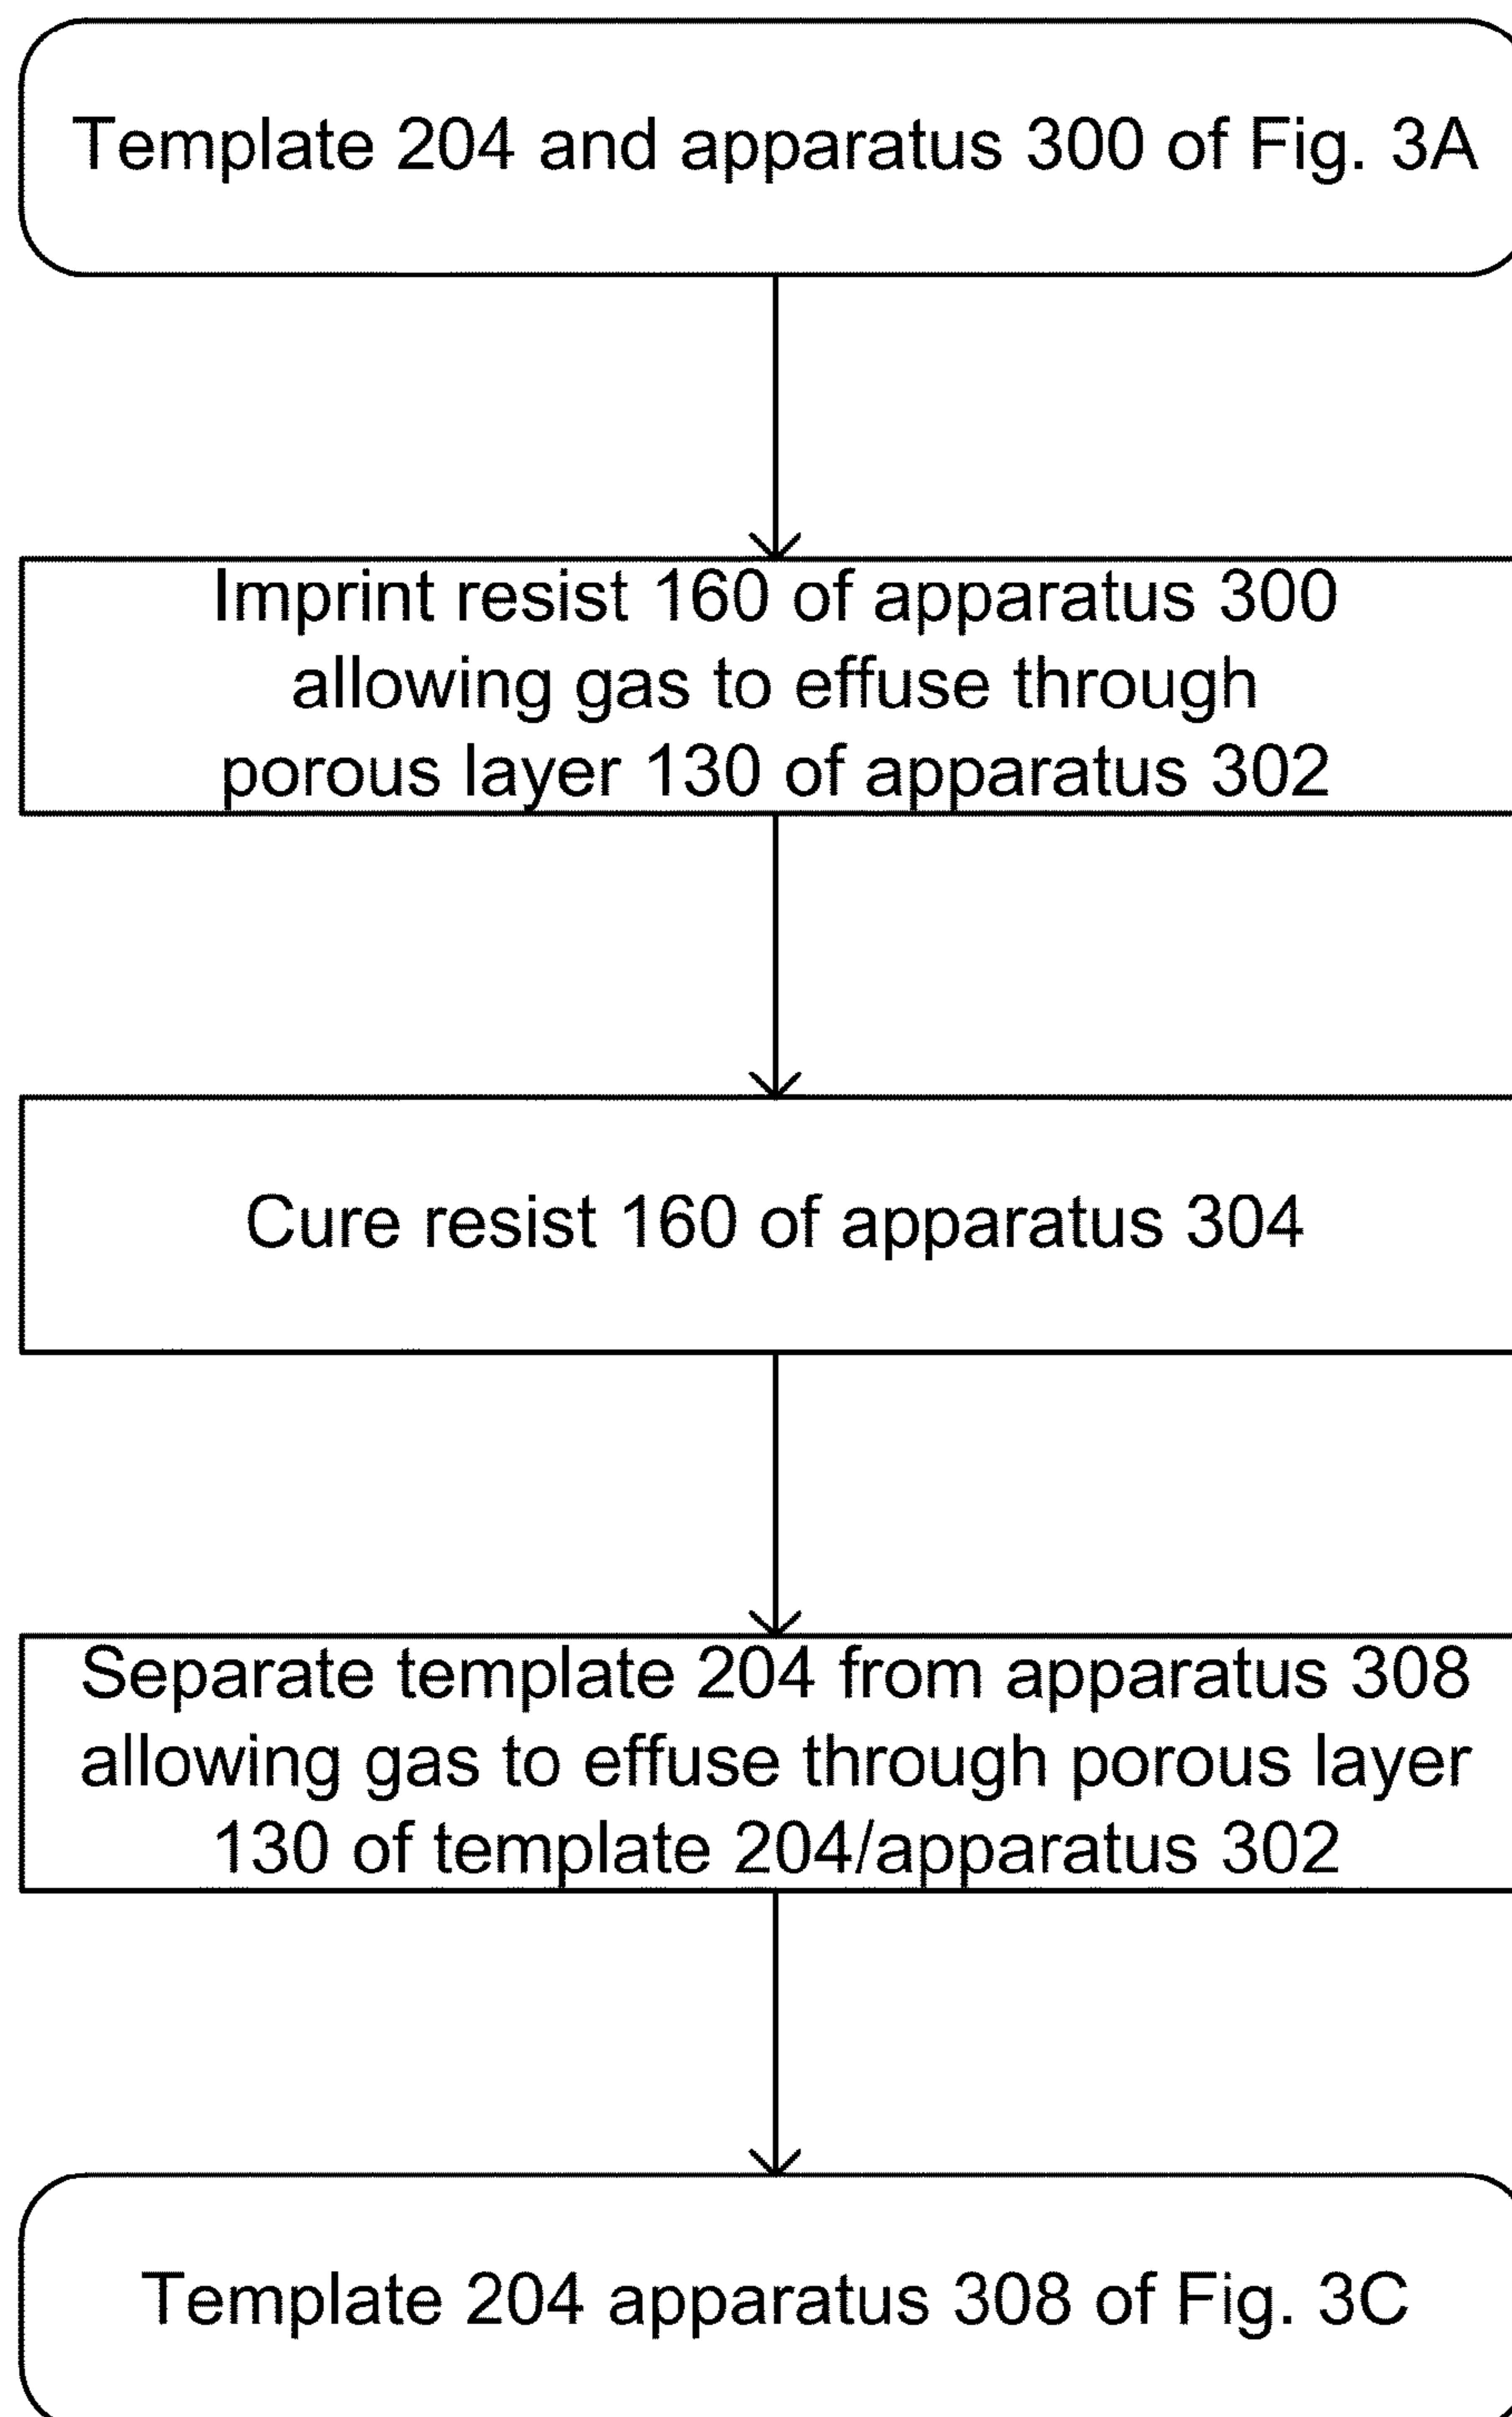 Template 204 and apparatus 300 of Fig. 3A
Imprint resist 160 of apparatus 300
allowing gas to effuse through
porous layer 130 of apparatus 302
Cure resist 160 of apparatus 304
Separate template 204 from apparatus 308
allowing gas to effuse through porous layer
130 of template 204/apparatus 302
Template 204 apparatus 308 of Fig. 3C